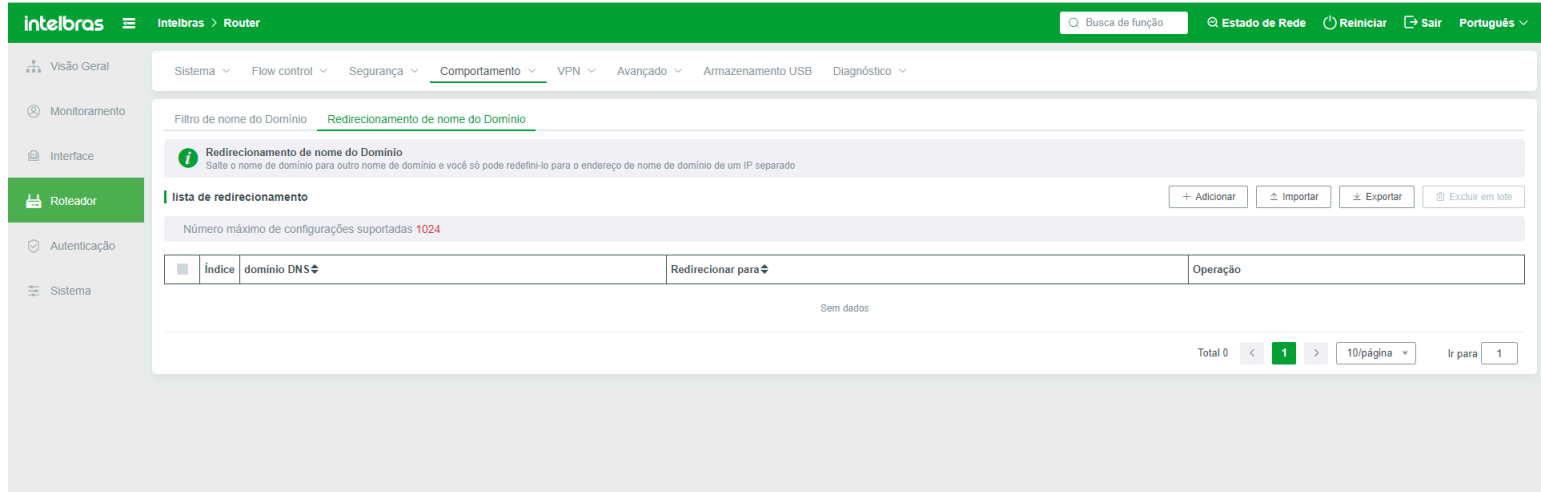 intelbras Intelbras > Router Busca de função Estado de Rede Reiniciar Sair Português
Visão Geral
Monitoramento
Interface
Roteador
Autenticação
Sistema
Sistema Flow control Segurança Comportamento VPN Avançado Armazenamento USB Diagnóstico
Filtro de nome do Domínio Redirecionamento de nome do Domínio
Redirecionamento de nome do Domínio
Salte o nome de domínio para outro nome de domínio e você só pode redefini-lo para o endereço de nome de domínio de um IP separado
lista de redirecionamento + Adicionar Importar Exportar Excluir em lote
Número máximo de configurações suportadas 1024
Índice domínio DNS Redirecionar para Operação
Sem dados
Total 0 < 1 > 10/página Ir para 1